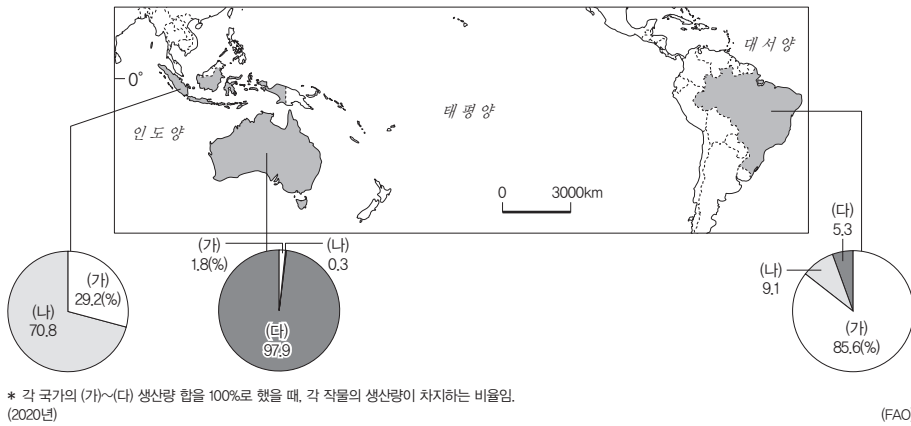 대서양
0°
태평양
인도양
0 3000km
(가)
1.8(%)
(나)
0.3
(다)
5.3
(가)
29.2(%)
(나)
70.8
(다)
97.9
(나)
9.1
(가)
85.6(%)
* 각 국가의 (가)~(다) 생산량 합을 100%로 했을 때, 각 작물의 생산량이 차지하는 비율임.
(2020년)
(FAO